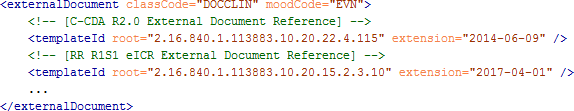 <externalDocument classCode="DOCCLIN" moodCode="EVN">
<!-- [C-CDA R2.0 External Document Reference] -->
<templateId root="2.16.840.1.113883.10.20.22.4.115" extension="2014-06-09" />
<!-- [RR R1S1 eICR External Document Reference] -->
<templateId root="2.16.840.1.113883.10.20.15.2.3.10" extension="2017-04-01" />
...
</externalDocument>